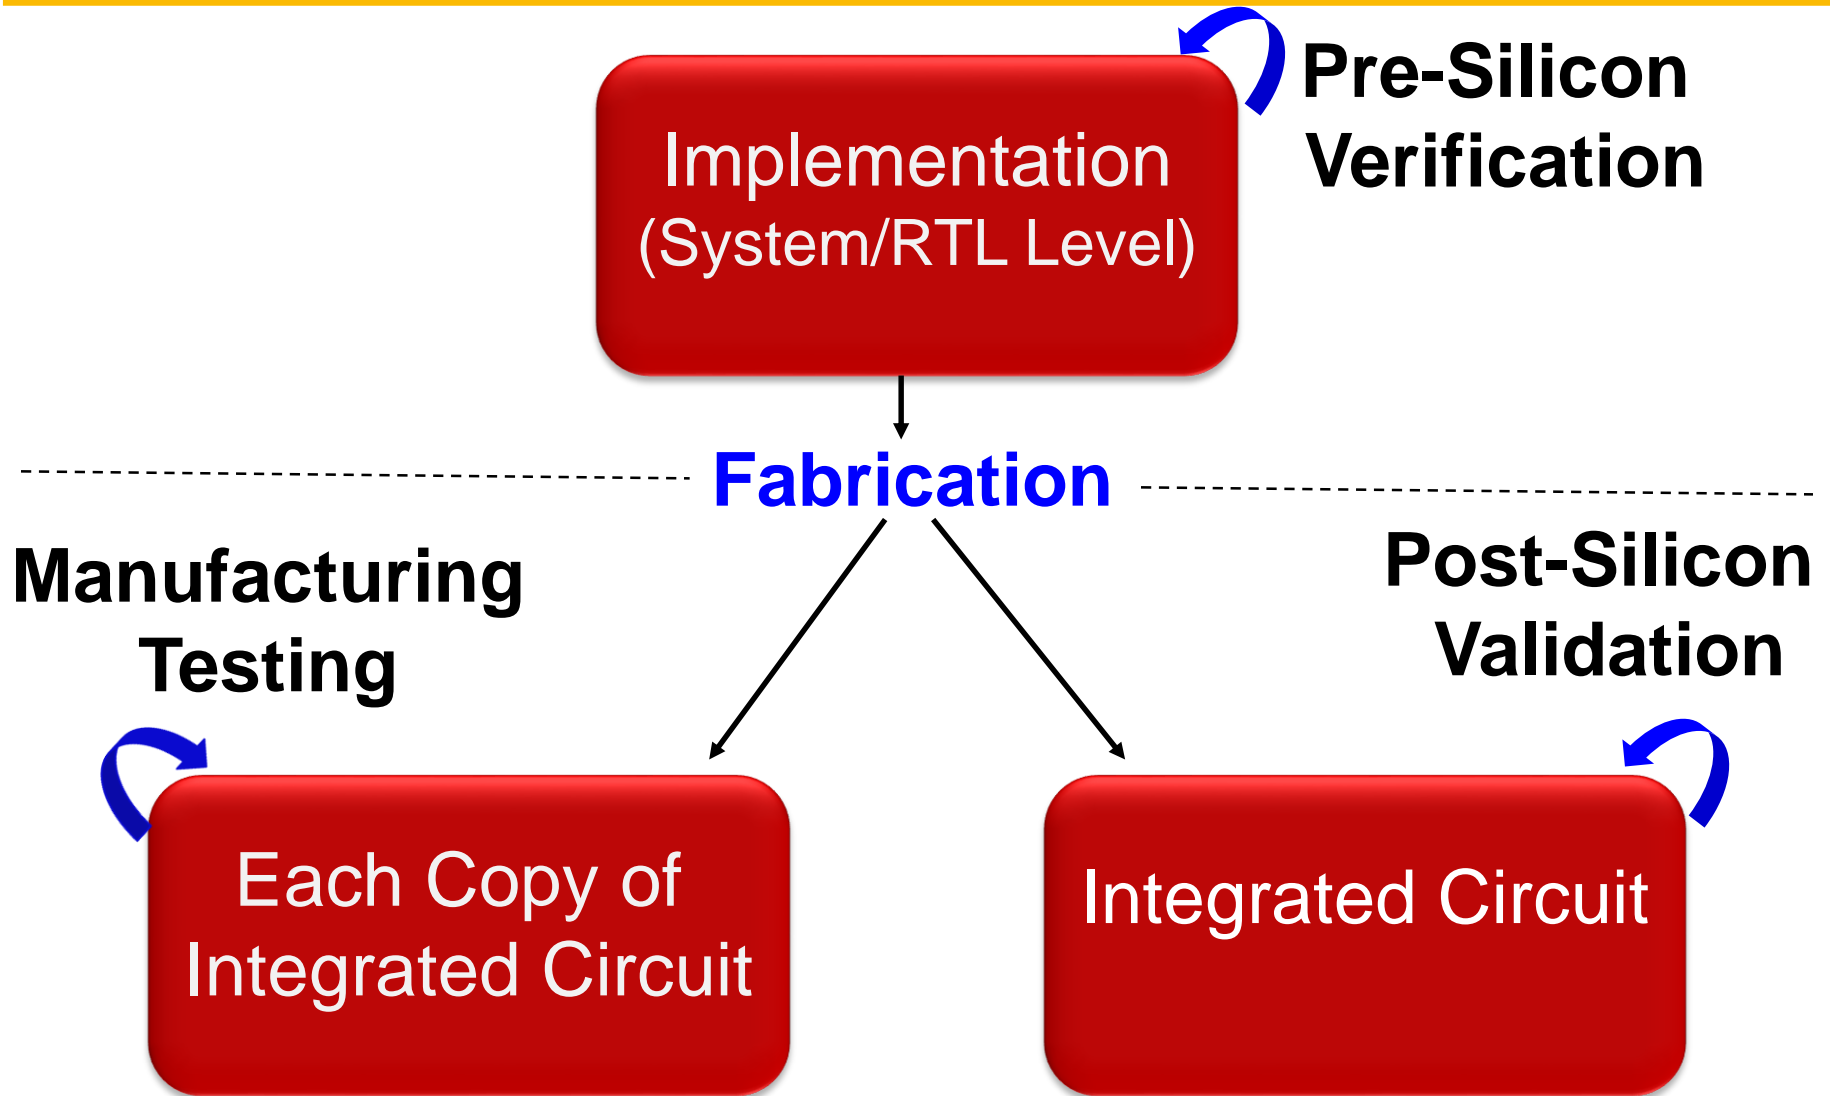 Pre-Silicon
Verification
Implementation
(System/RTL Level)
Fabrication
Manufacturing
Testing
Post-Silicon
Validation
Each Copy of
Integrated Circuit
Integrated Circuit